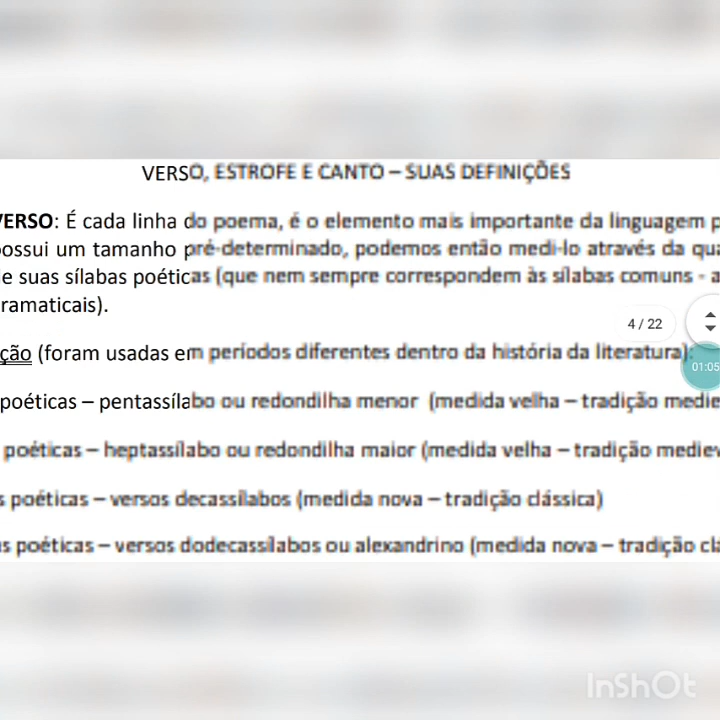 VERSO, ESTROFE E CANTO – SUAS DEFINIÇÕES
VERSO: É cada linha do poema, é o elemento mais importante da linguagem p
possui um tamanho pré-determinado, podemos então medi-lo através da qua
e suas sílabas poéticas (que nem sempre correspondem às sílabas comuns - a
ramaticais).
4 / 22
ção (foram usadas em períodos diferentes dentro da história da literatura):
01:05
poéticas – pentassílabo ou redondilha menor (medida velha – tradição medie
poéticas – heptassílabo ou redondilha maior (medida velha – tradição mediev
s poéticas – versos decassílabos (medida nova – tradição clássica)
as poéticas – versos dodecassílabos ou alexandrino (medida nova – tradição clá
InShOt